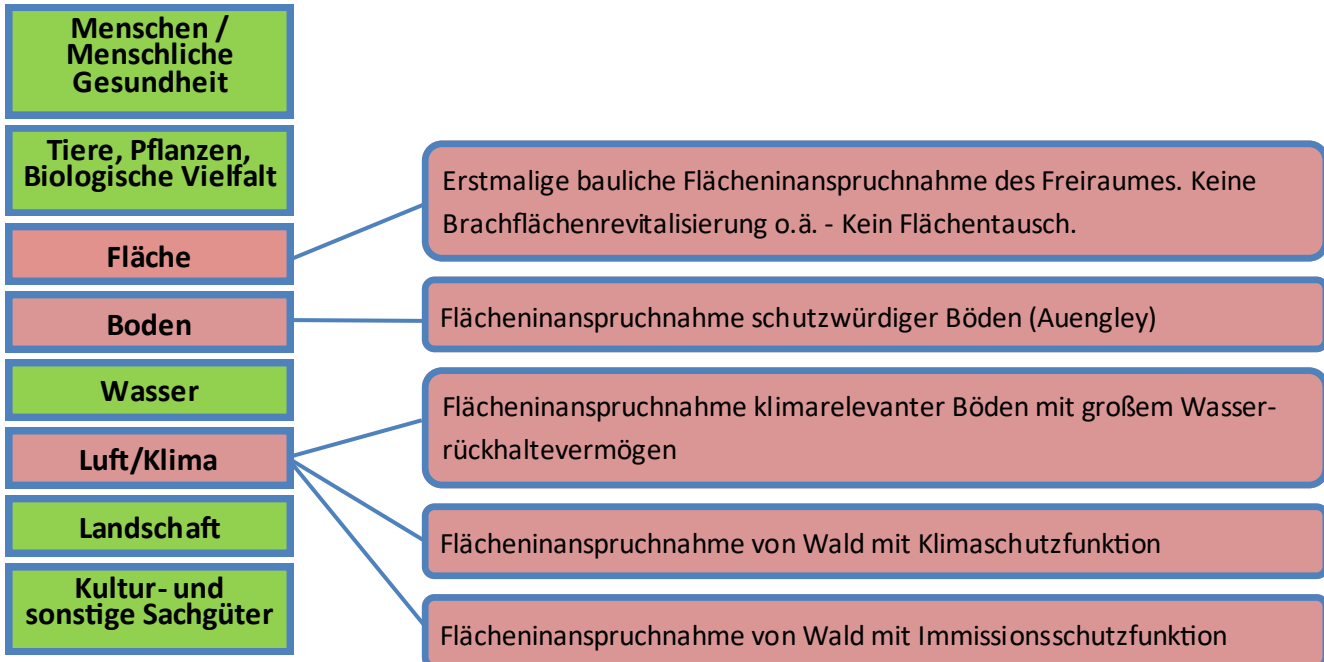 Menschen /
Menschliche
Gesundheit
Tiere, Pflanzen,
Biologische Vielfalt
Fläche
Boden
Wasser
Luft/Klima
Landschaft
Kultur- und
sonstige Sachgüter
Erstmalige bauliche Flächeninanspruchnahme des Freiraumes. Keine
Brachflächenrevitalisierung o.ä. - Kein Flächentausch.
Flächeninanspruchnahme schutzwürdiger Böden (Auengley)
Flächeninanspruchnahme klimarelevanter Böden mit großem Wasser-
rückhaltevermögen
Flächeninanspruchnahme von Wald mit Klimaschutzfunktion
Flächeninanspruchnahme von Wald mit Immissionsschutzfunktion